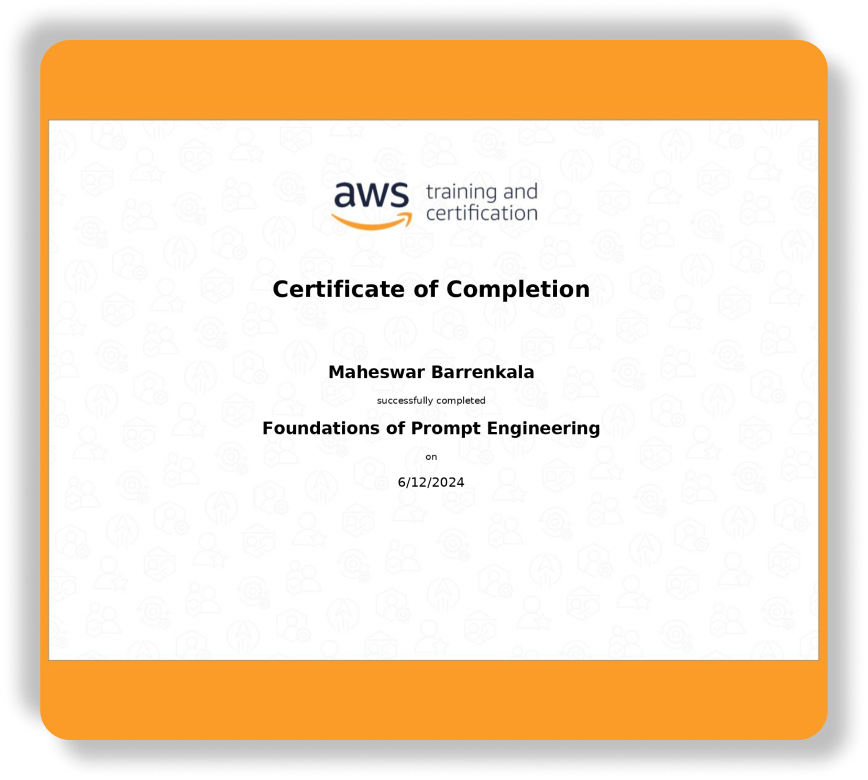 aws training and
certification
Certificate of Completion
Maheswar Barrenkala
successfully completed
Foundations of Prompt Engineering
on
6/12/2024